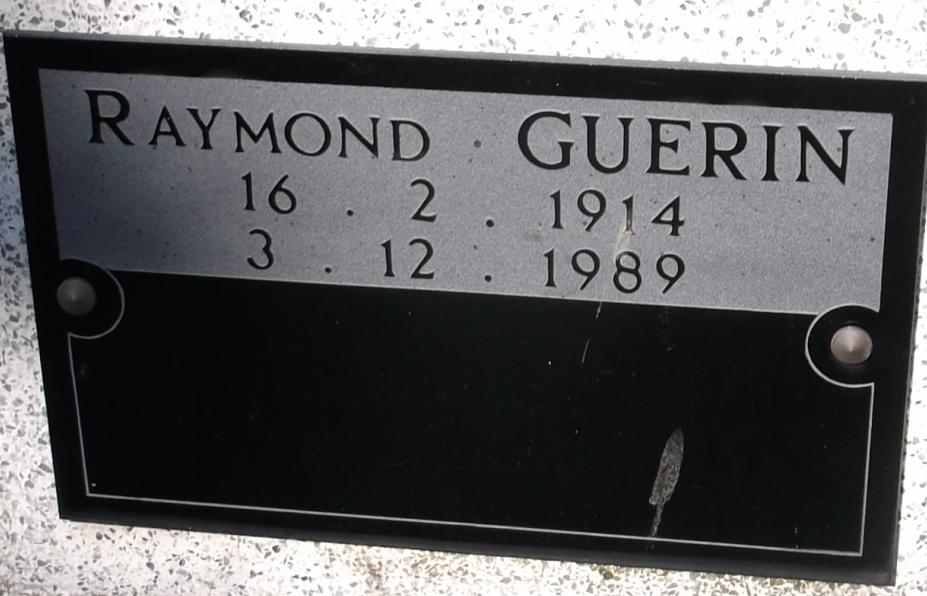 RAYMOND GUERIN
16 . 2 . 1914
3 . 12 . 1989